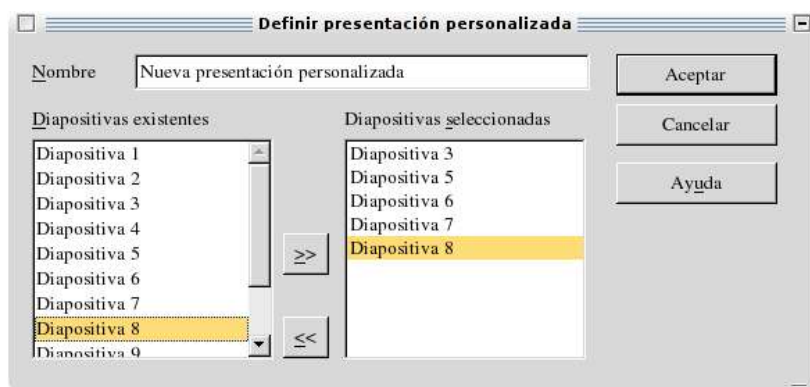 Definir presentación personalizada
Nombre
Nueva presentación personalizada
Aceptar
Diapositivas existentes
Diapositivas seleccionadas
Cancelar
Ayuda
Diapositiva 1
Diapositiva 2
Diapositiva 3
Diapositiva 4
Diapositiva 5
Diapositiva 6
Diapositiva 7
Diapositiva 8
Diapositiva 9
>>
<<
Diapositiva 3
Diapositiva 5
Diapositiva 6
Diapositiva 7
Diapositiva 8